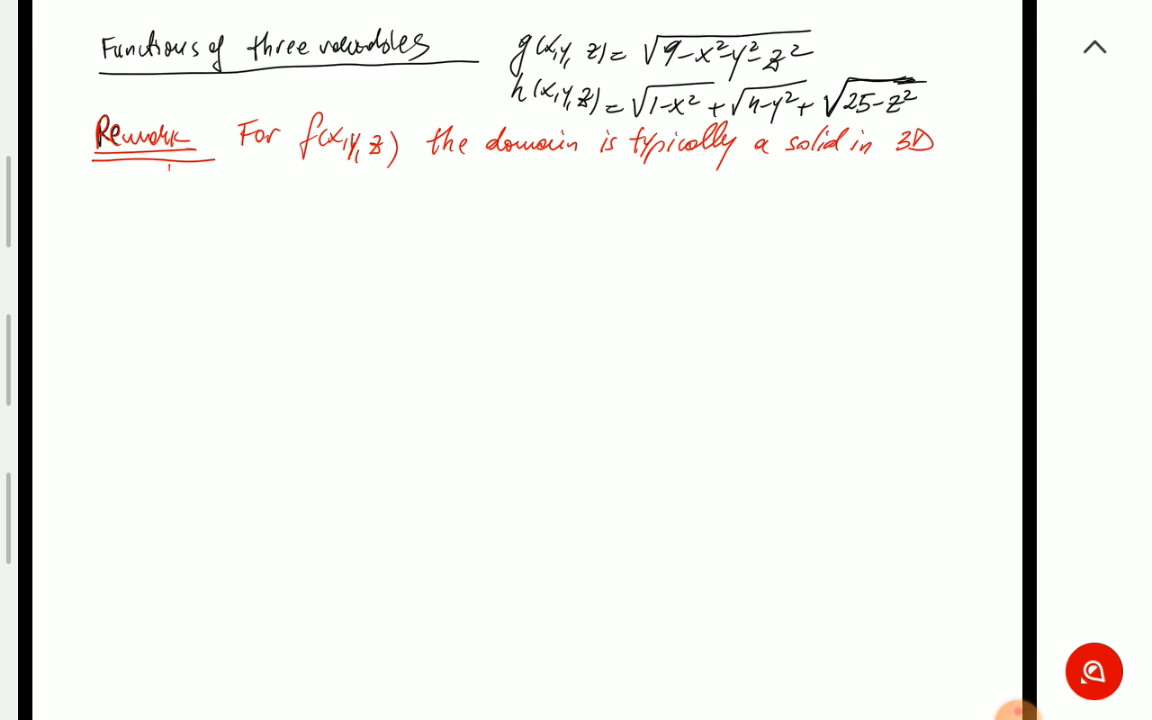 Functions of three variables g(x,y,z)=√9-x²-y²-z²
h(x,y,z)=√1-x² + √4-y² + √25-z²
Remark For f(x,y,z) the domain is typically a solid in 3D